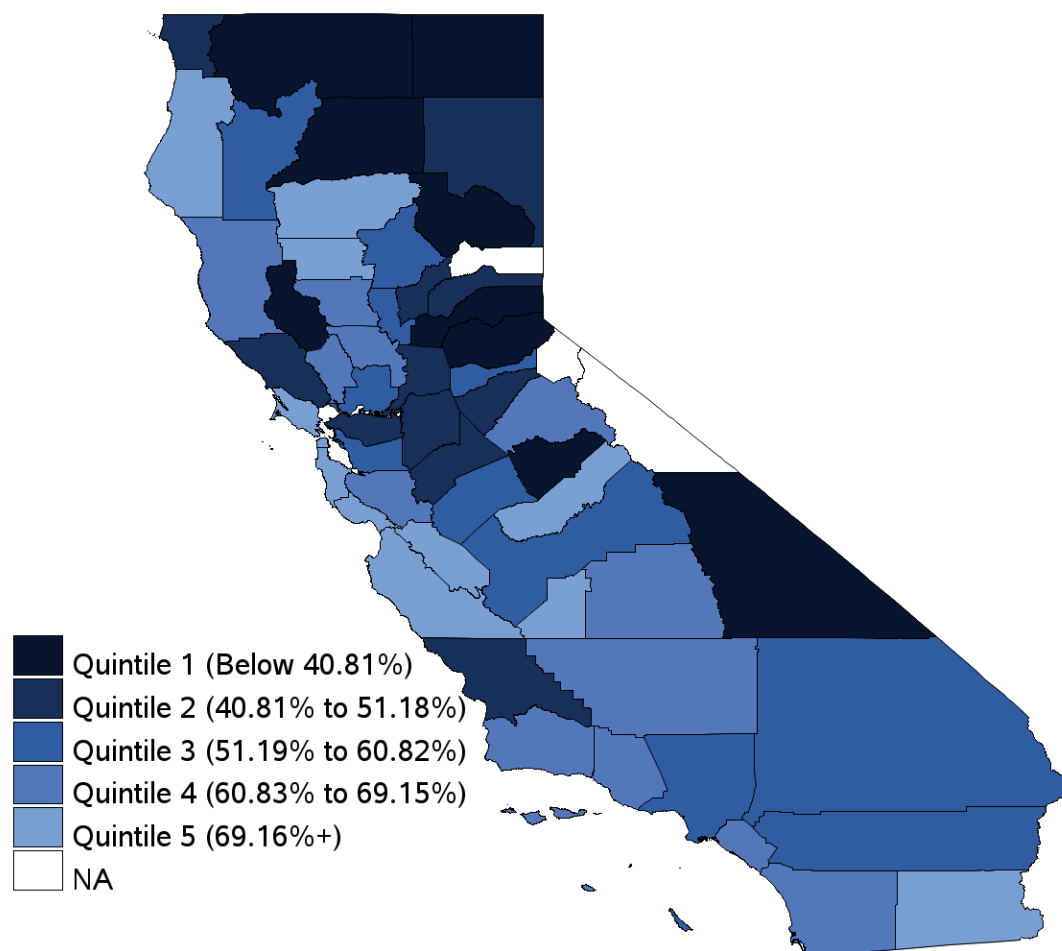 Quintile 1 (Below 40.81%)
Quintile 2 (40.81% to 51.18%)
Quintile 3 (51.19% to 60.82%)
Quintile 4 (60.83% to 69.15%)
Quintile 5 (69.16%+)
NA